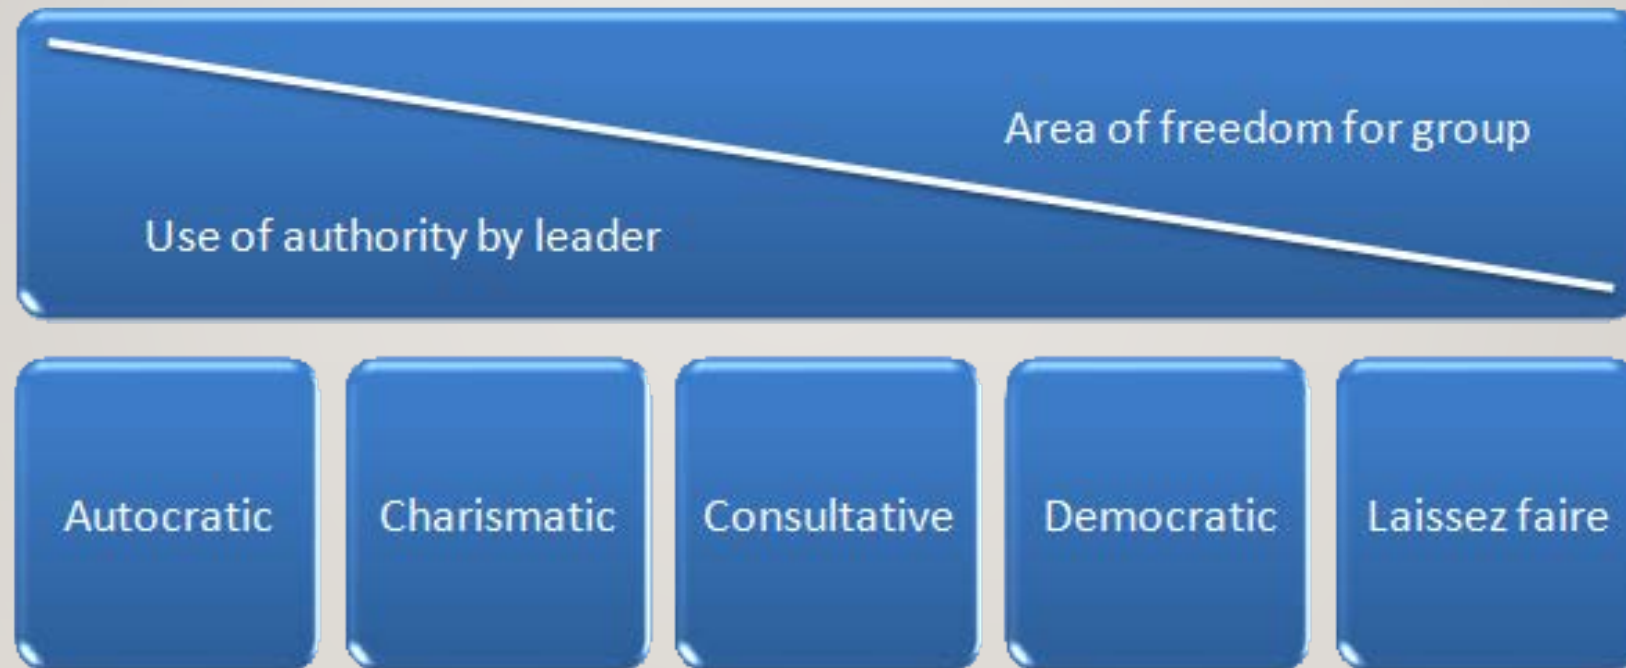 Area of freedom for group
Use of authority by leader
Autocratic
Charismatic
Consultative
Democratic
Laissez faire